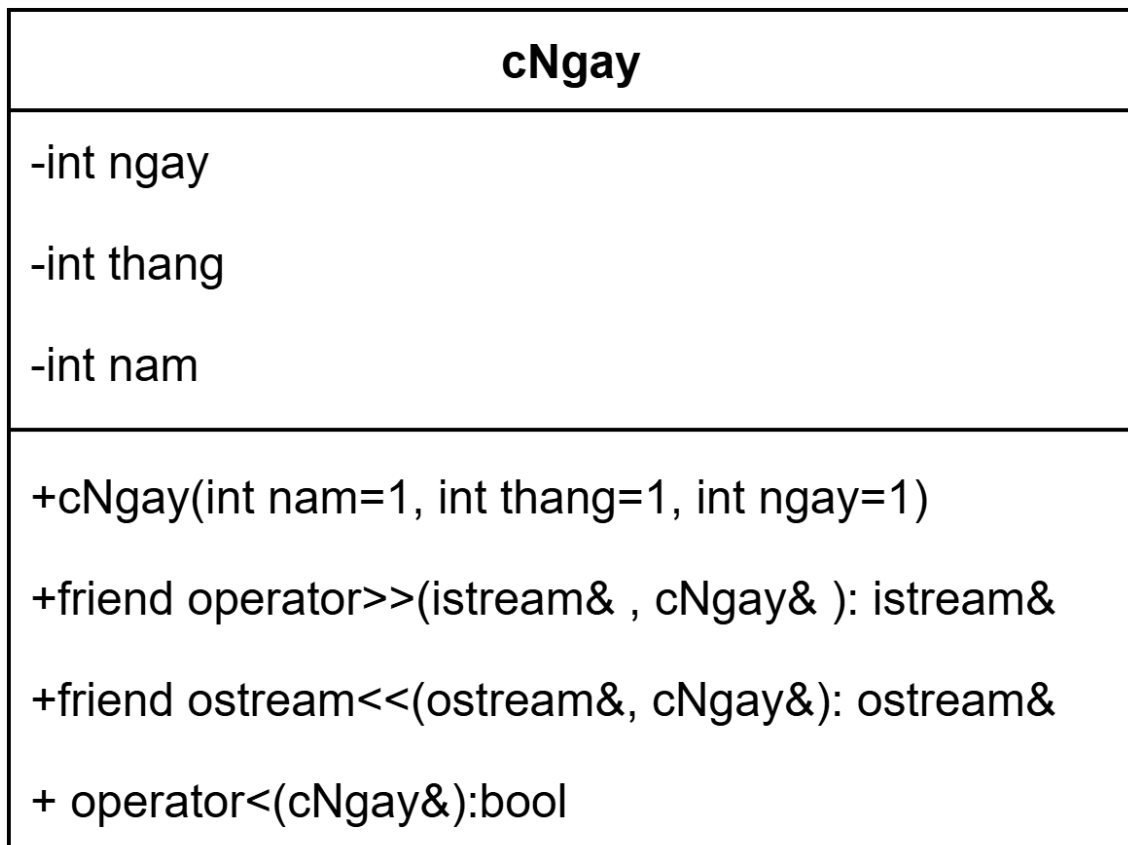 cNgay
-int ngay
-int thang
-int nam
+cNgay(int nam=1, int thang=1, int ngay=1)
+friend operator>>(istream& , cNgay& ): istream&
+friend ostream<<(ostream&, cNgay&): ostream&
+ operator<(cNgay&):bool